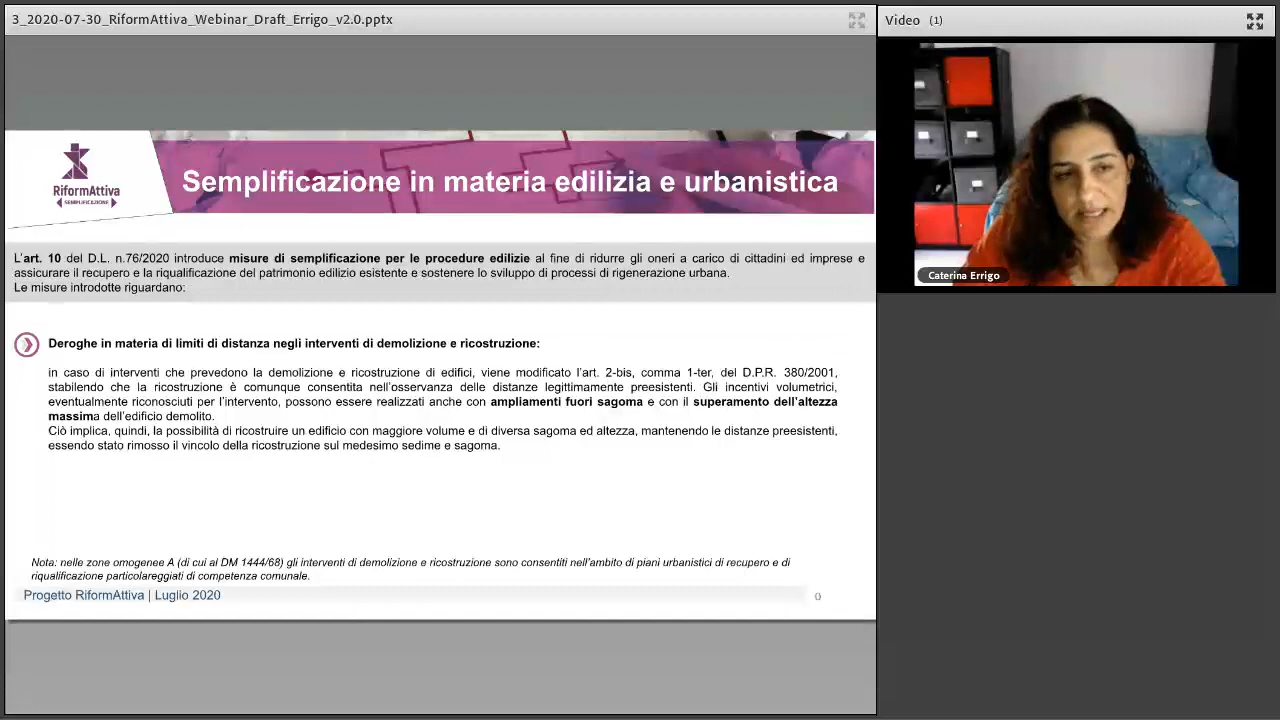 3_2020-07-30_RiformAttiva_Webinar_Draft_Errigo_v2.0.pptx
Video (1)
RiformAttiva
SEMPLIFICAZIONE
Semplificazione in materia edilizia e urbanistica
L'art. 10 del D.L. n.76/2020 introduce misure di semplificazione per le procedure edilizie al fine di ridurre gli oneri a carico di cittadini ed imprese e
assicurare il recupero e la riqualificazione del patrimonio edilizio esistente e sostenere lo sviluppo di processi di rigenerazione urbana.
Le misure introdotte riguardano:
Deroghe in materia di limiti di distanza negli interventi di demolizione e ricostruzione:
in caso di interventi che prevedono la demolizione e ricostruzione di edifici, viene modificato l'art. 2-bis, comma 1-ter, del D.P.R. 380/2001,
stabilendo che la ricostruzione è comunque consentita nell'osservanza delle distanze legittimamente preesistenti. Gli incentivi volumetrici,
eventualmente riconosciuti per l'intervento, possono essere realizzati anche con ampliamenti fuori sagoma e con il superamento dell'altezza
massima dell'edificio demolito.
Ciò implica, quindi, la possibilità di ricostruire un edificio con maggiore volume e di diversa sagoma ed altezza, mantenendo le distanze preesistenti,
essendo stato rimosso il vincolo della ricostruzione sul medesimo sedime e sagoma.
Nota: nelle zone omogenee A (di cui al DM 1444/68) gli interventi di demolizione e ricostruzione sono consentiti nell'ambito di piani urbanistici di recupero e di
riqualificazione particolareggiati di competenza comunale.
Progetto RiformAttiva | Luglio 2020
0
Caterina Errigo